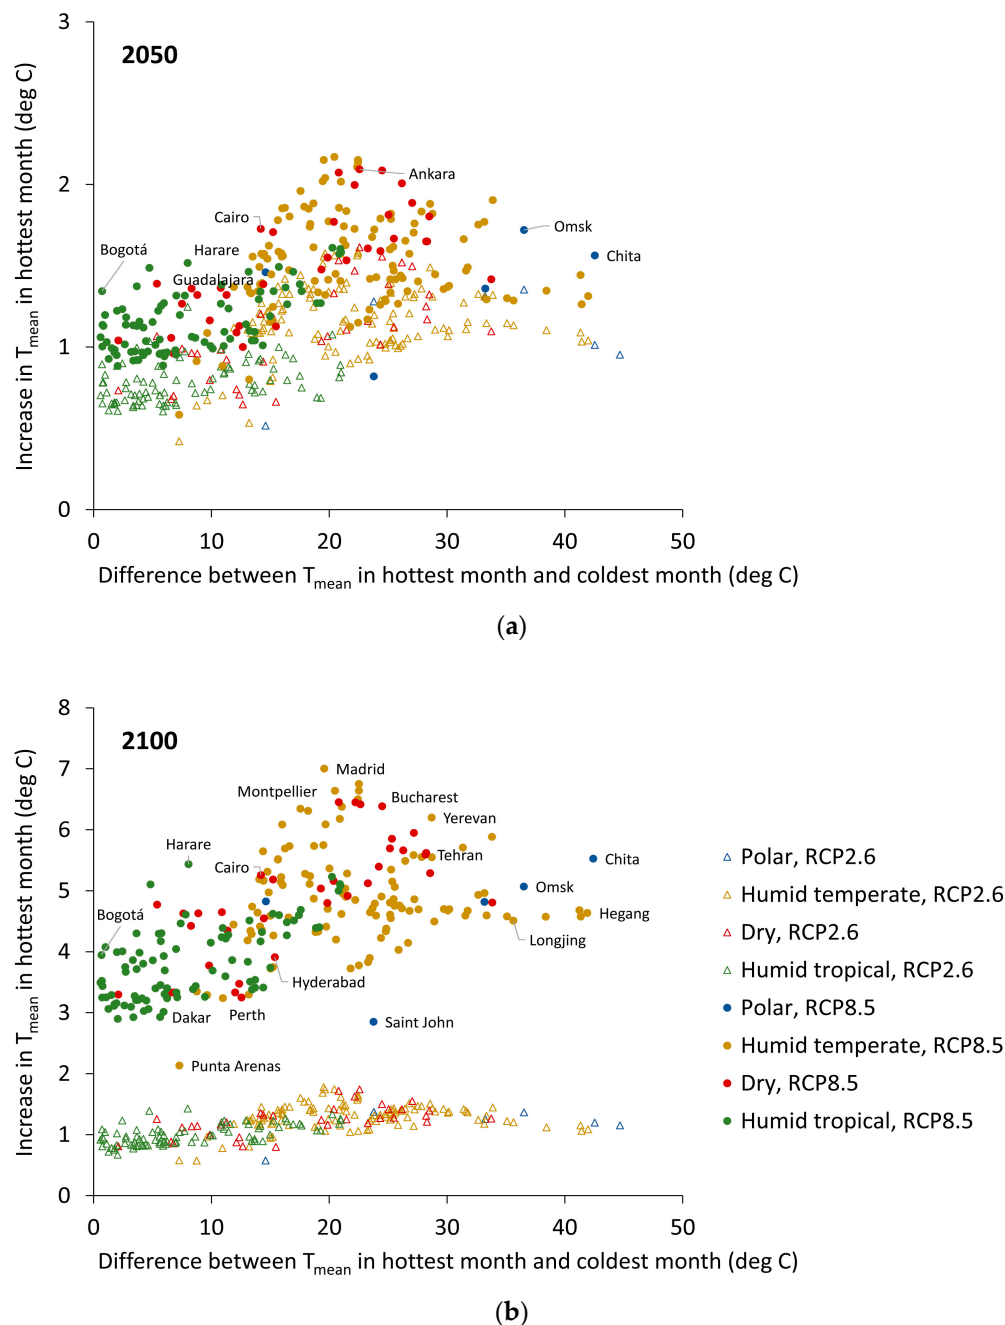 3
2050
2
1
0
Increase in Tmean in hottest month (deg C)
Ankara
Cairo
Omsk
Bogotá
Harare
Chita
Guadalajara
0 10 20 30 40 50
Difference between Tmean in hottest month and coldest month (deg C)
(a)
8
2100
7
6
5
4
3
2
1
0
Increase in Tmean in hottest month (deg C)
Madrid
Montpellier
Bucharest
Yerevan
Harare
Tehran
Cairo
Chita
Omsk
Bogotá
Hegang
Longjing
Hyderabad
Dakar
Perth
Saint John
Punta Arenas
Polar, RCP2.6
Humid temperate, RCP2.6
Dry, RCP2.6
Humid tropical, RCP2.6
Polar, RCP8.5
Humid temperate, RCP8.5
Dry, RCP8.5
Humid tropical, RCP8.5
0 10 20 30 40 50
Difference between Tmean in hottest month and coldest month (deg C)
(b)